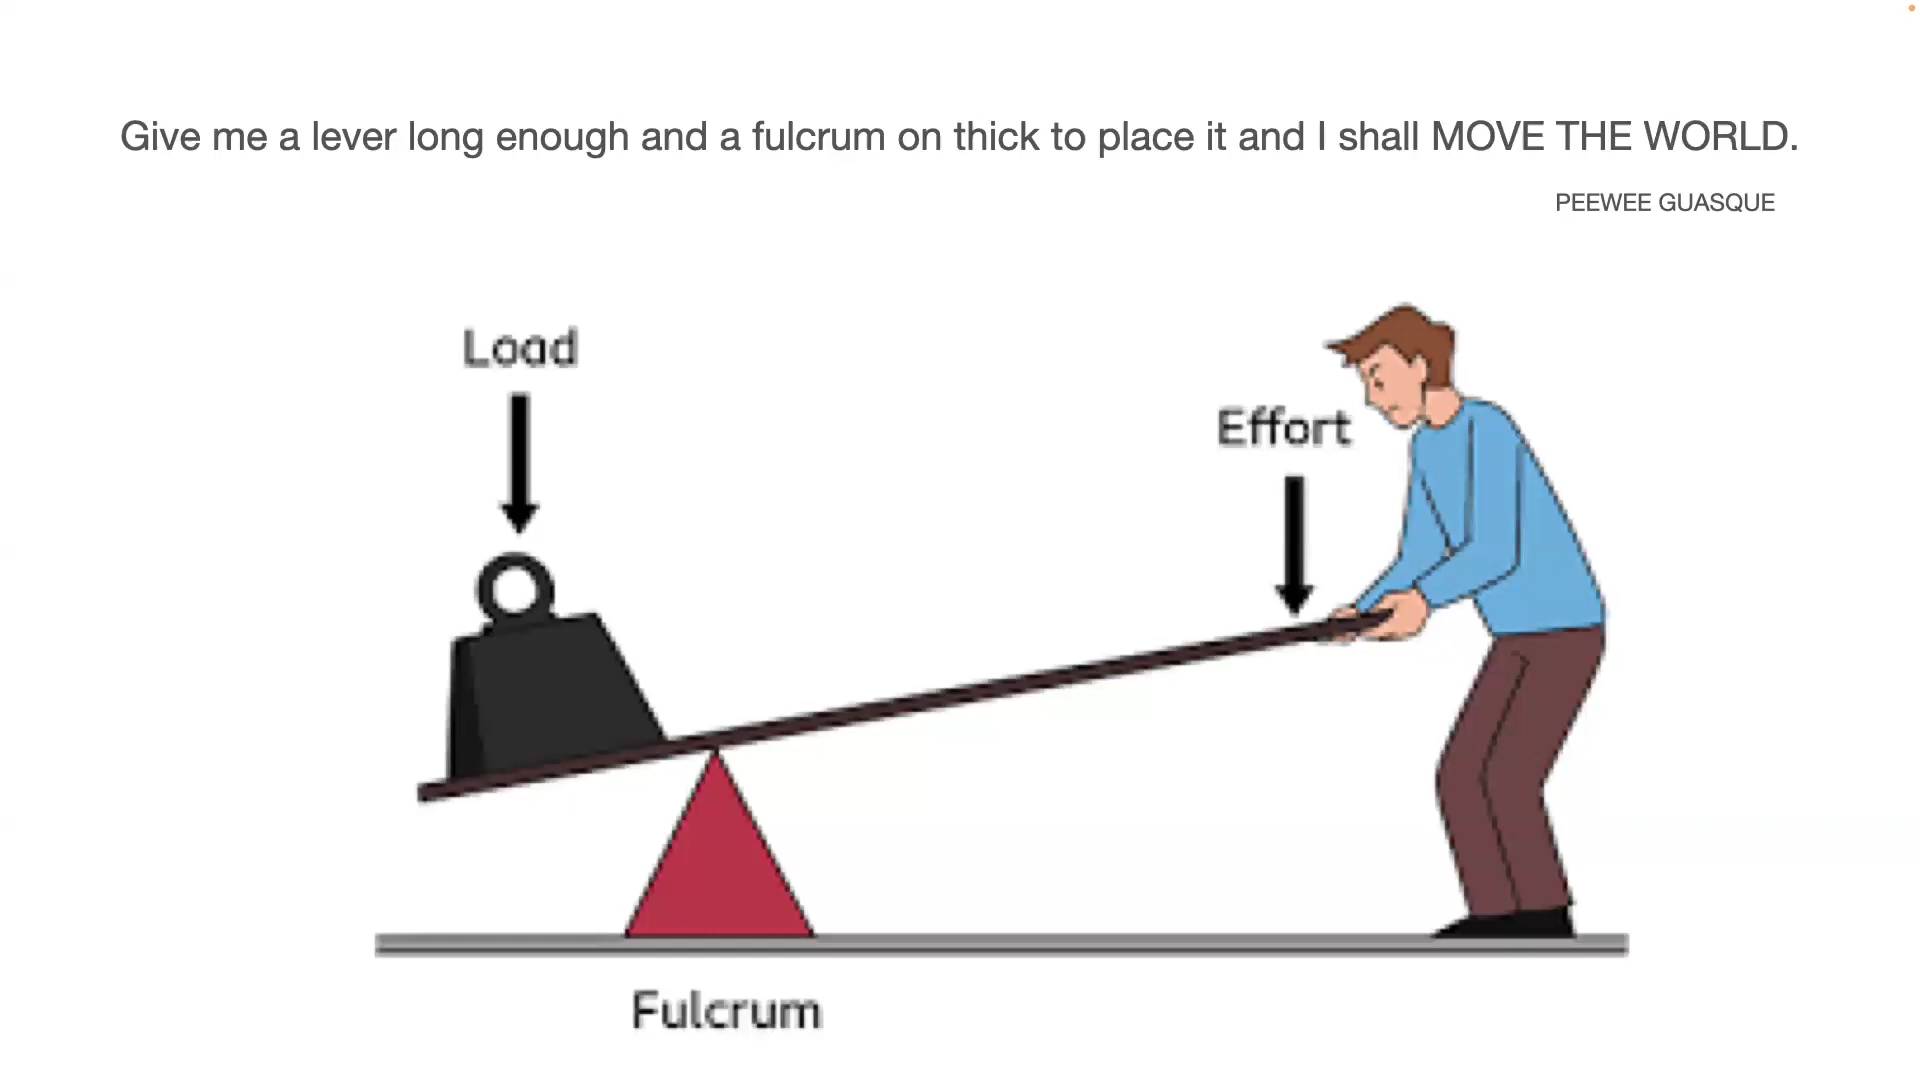 Give me a lever long enough and a fulcrum on thick to place it and I shall MOVE THE WORLD.
PEEWEE GUASQUE
Load
Effort
Fulcrum